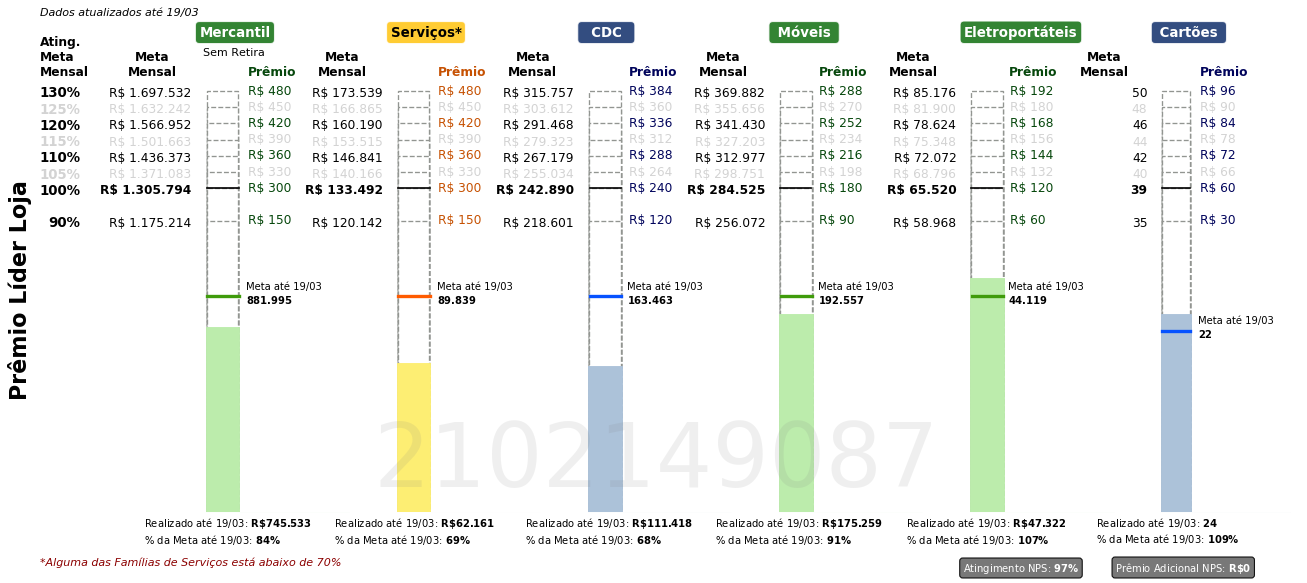 Dados atualizados até 19/03
Mercantil Serviços* CDC Móveis Eletroportáteis Cartões
Sem Retira
Ating. Meta Mensal
Meta Mensal Prêmio Meta Mensal Prêmio Meta Mensal Prêmio Meta Mensal Prêmio Meta Mensal Prêmio Meta Mensal Prêmio
130% R$ 1.697.532 R$ 480 R$ 173.539 R$ 480 R$ 315.757 R$ 384 R$ 369.882 R$ 288 R$ 85.176 R$ 192 50 R$ 96
125% R$ 1.632.242 R$ 450 R$ 166.865 R$ 450 R$ 303.612 R$ 360 R$ 355.656 R$ 270 R$ 81.900 R$ 180 48 R$ 90
120% R$ 1.566.952 R$ 420 R$ 160.190 R$ 420 R$ 291.468 R$ 336 R$ 341.430 R$ 252 R$ 78.624 R$ 168 46 R$ 84
115% R$ 1.501.663 R$ 390 R$ 153.515 R$ 390 R$ 279.323 R$ 312 R$ 327.203 R$ 234 R$ 75.348 R$ 156 44 R$ 78
110% R$ 1.436.373 R$ 360 R$ 146.841 R$ 360 R$ 267.179 R$ 288 R$ 312.977 R$ 216 R$ 72.072 R$ 144 42 R$ 72
105% R$ 1.371.083 R$ 330 R$ 140.166 R$ 330 R$ 255.034 R$ 264 R$ 298.751 R$ 198 R$ 68.796 R$ 132 40 R$ 66
100% R$ 1.305.794 R$ 300 R$ 133.492 R$ 300 R$ 242.890 R$ 240 R$ 284.525 R$ 180 R$ 65.520 R$ 120 39 R$ 60
90% R$ 1.175.214 R$ 150 R$ 120.142 R$ 150 R$ 218.601 R$ 120 R$ 256.072 R$ 90 R$ 58.968 R$ 60 35 R$ 30
Prêmio Líder Loja
Meta até 19/03 Meta até 19/03 Meta até 19/03 Meta até 19/03 Meta até 19/03
881.995 89.839 163.463 192.557 44.119
Meta até 19/03
22
2102149087
Realizado até 19/03: R$745.533 Realizado até 19/03: R$62.161 Realizado até 19/03: R$111.418 Realizado até 19/03: R$175.259 Realizado até 19/03: R$47.322 Realizado até 19/03: 24
% da Meta até 19/03: 84% % da Meta até 19/03: 69% % da Meta até 19/03: 68% % da Meta até 19/03: 91% % da Meta até 19/03: 107% % da Meta até 19/03: 109%
*Alguma das Famílias de Serviços está abaixo de 70%
Atingimento NPS: 97% Prêmio Adicional NPS: R$0